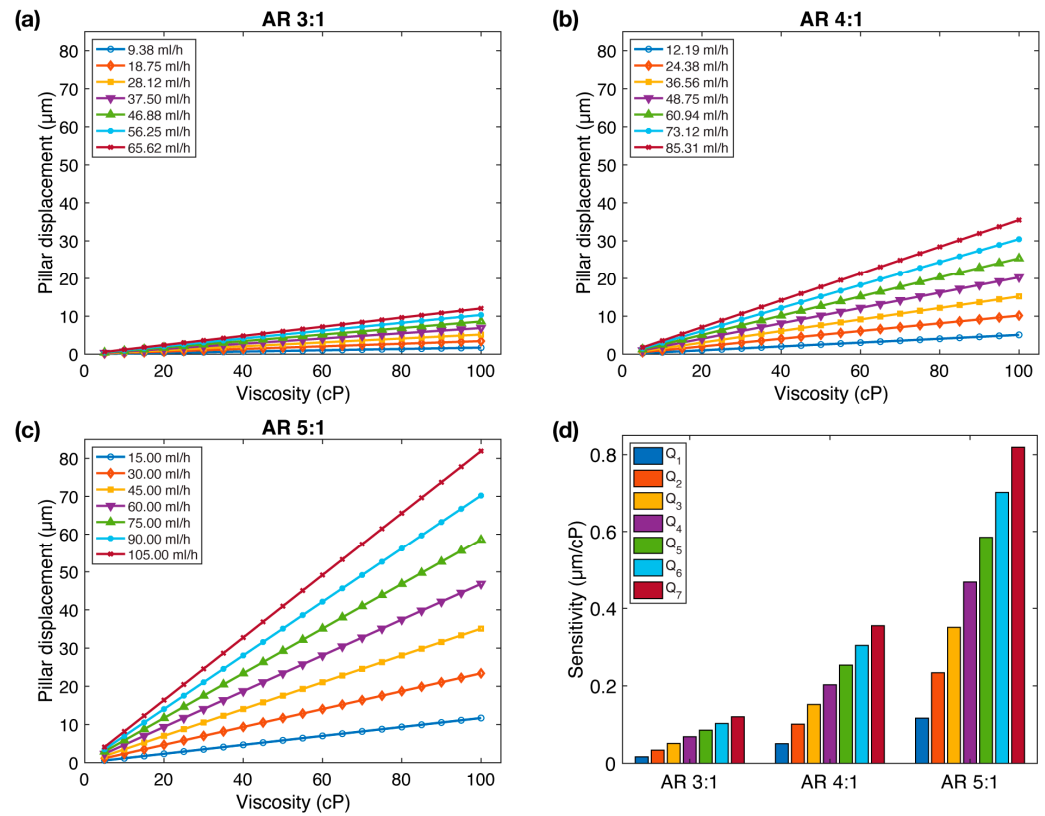 (a)
AR 3:1
80
70
60
50
40
30
20
10
0
Pillar displacement (μm)
9.38 ml/h
18.75 ml/h
28.12 ml/h
37.50 ml/h
46.88 ml/h
56.25 ml/h
65.62 ml/h
0 20 40 60 80 100
Viscosity (cP)
(b)
AR 4:1
80
70
60
50
40
30
20
10
0
Pillar displacement (μm)
12.19 ml/h
24.38 ml/h
36.56 ml/h
48.75 ml/h
60.94 ml/h
73.12 ml/h
85.31 ml/h
0 20 40 60 80 100
Viscosity (cP)
(c)
AR 5:1
80
70
60
50
40
30
20
10
0
Pillar displacement (μm)
15.00 ml/h
30.00 ml/h
45.00 ml/h
60.00 ml/h
75.00 ml/h
90.00 ml/h
105.00 ml/h
0 20 40 60 80 100
Viscosity (cP)
(d)
0.8
0.6
0.4
0.2
0
Sensitivity (μm/cP)
Q1
Q2
Q3
Q4
Q5
Q6
Q7
AR 3:1 AR 4:1 AR 5:1